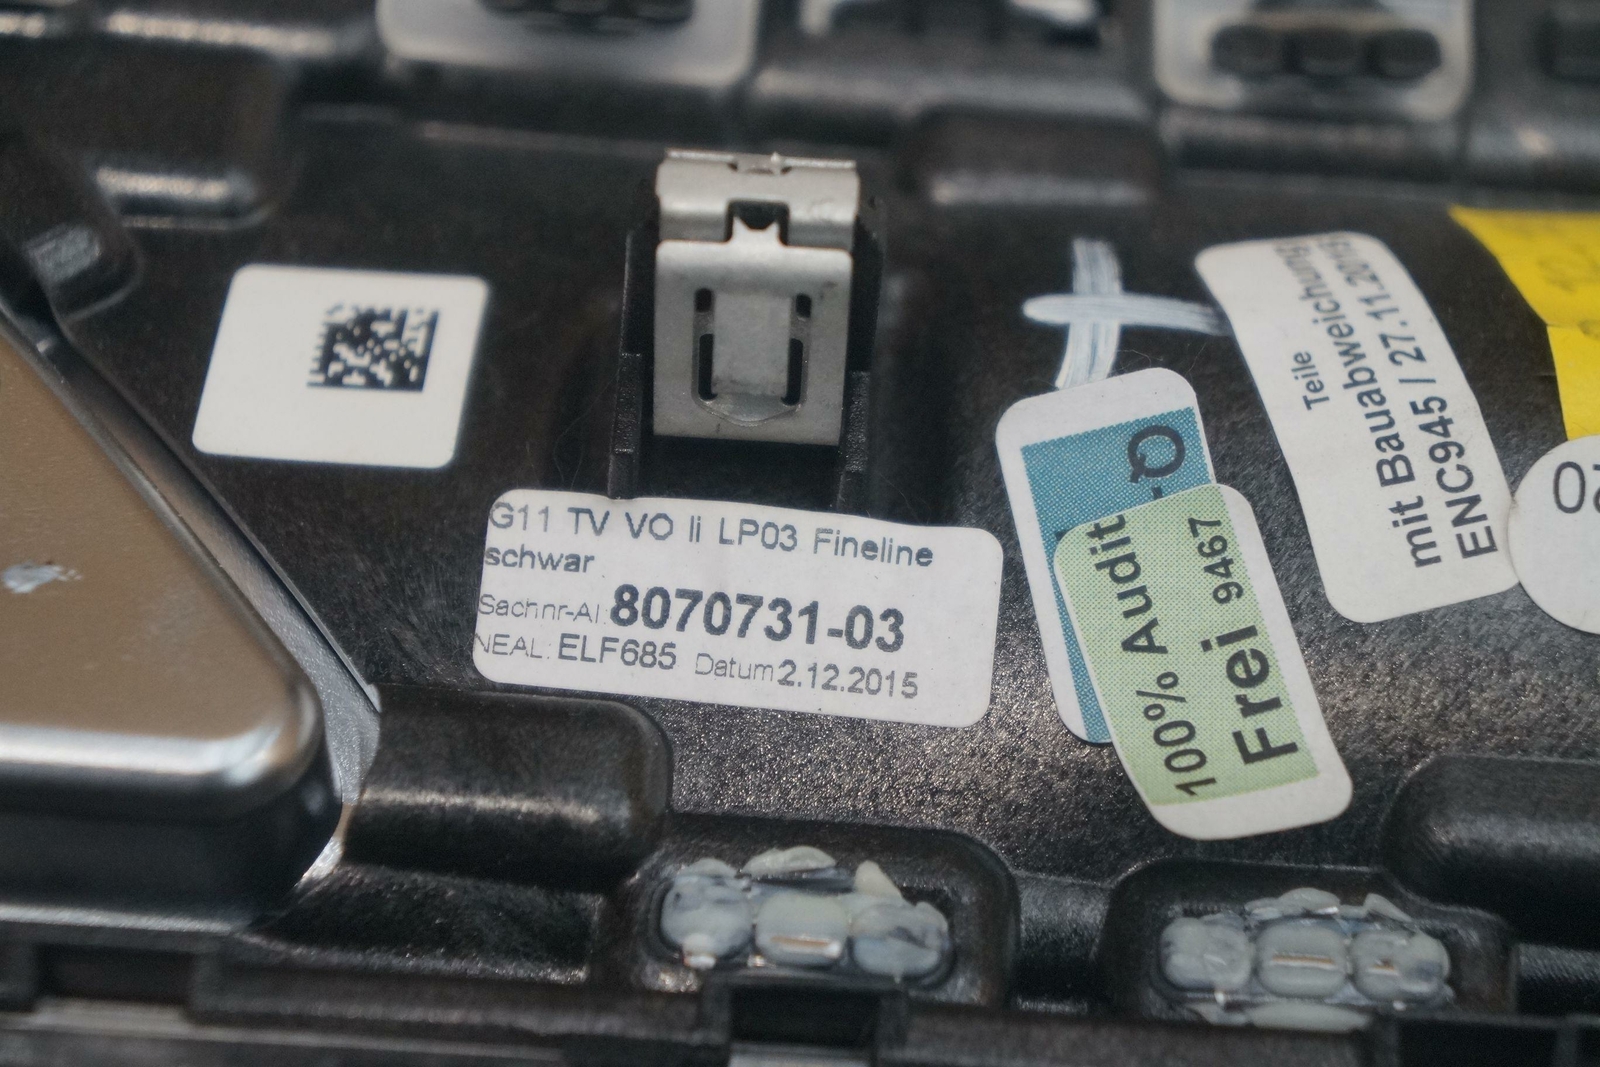 G11 TV VO li LP03 Fineline
schwar
Sachnr-AI: 8070731-03
NEAL: ELF685 Datum 2.12.2015
-Q
100% Audit
Frei 9467
Teile
mit Bauabweichung
ENC945 / 27.11.2015
20